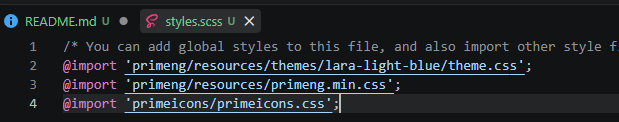 README.md U ●
styles.scss U ×
1 /* You can add global styles to this file, and also import other style
2 @import 'primeng/resources/themes/lara-light-blue/theme.css';
3 @import 'primeng/resources/primeng.min.css';
4 @import 'primeicons/primeicons.css';